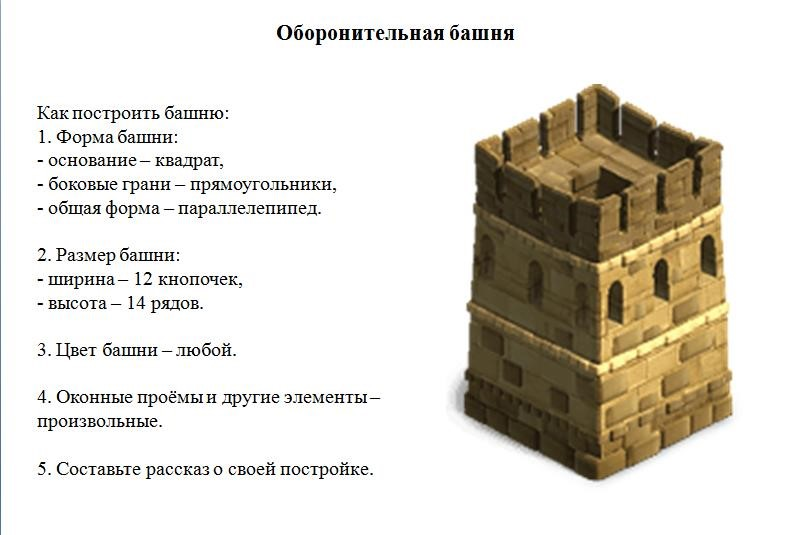 Оборонительная башня
Как построить башню:
1. Форма башни:
- основание – квадрат,
- боковые грани – прямоугольники,
- общая форма – параллелепипед.
2. Размер башни:
- ширина – 12 кнопочек,
- высота – 14 рядов.
3. Цвет башни – любой.
4. Оконные проёмы и другие элементы –
произвольные.
5. Составьте рассказ о своей постройке.